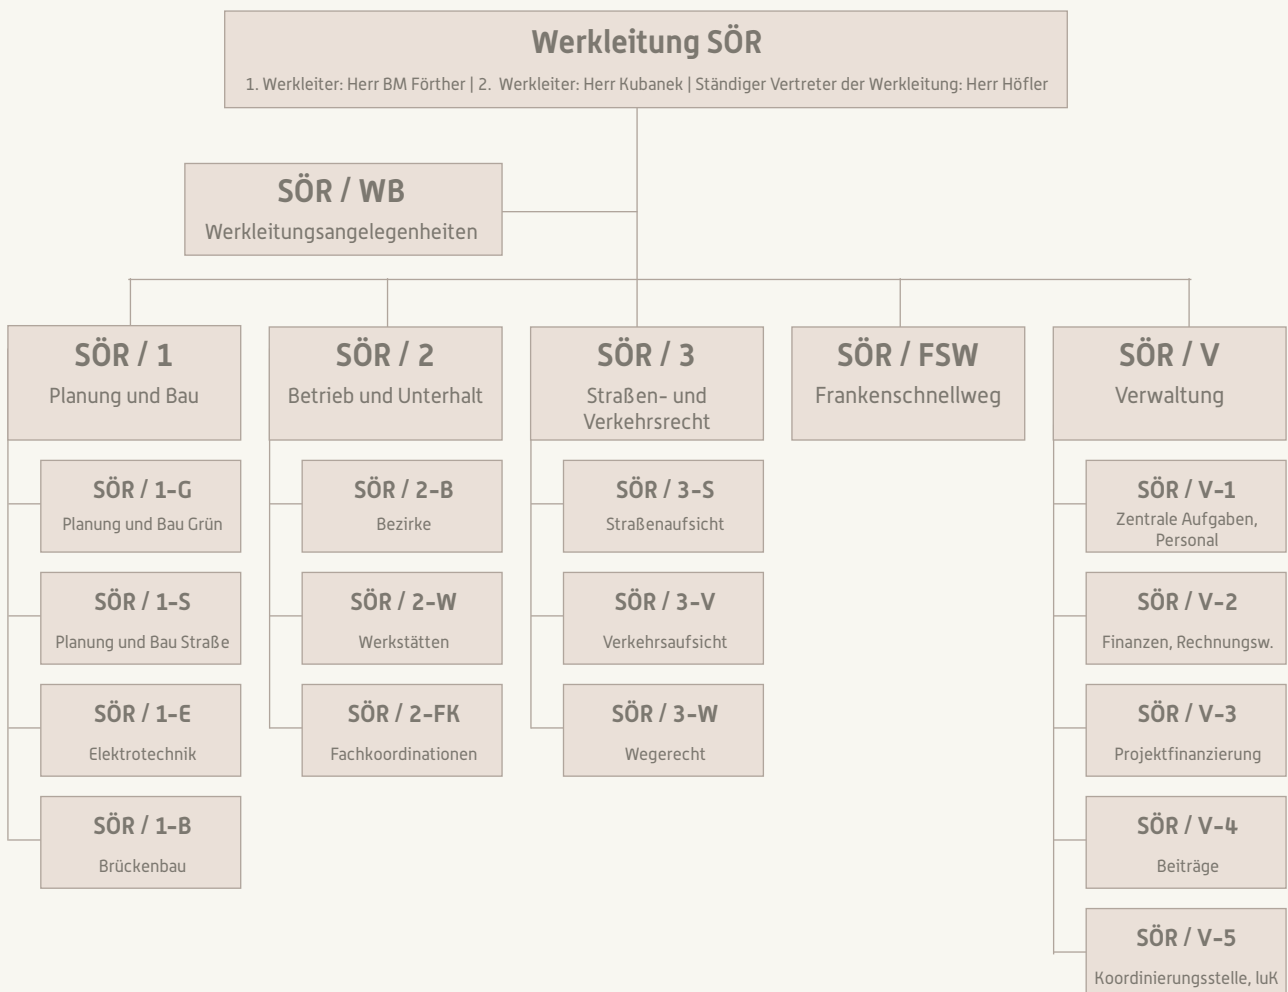 Werkleitung SÖR
1. Werkleiter: Herr BM Förther | 2. Werkleiter: Herr Kubanek | Ständiger Vertreter der Werkleitung: Herr Höfler
SÖR / WB
Werkleitungsangelegenheiten
SÖR / 1
Planung und Bau
SÖR / 1-G
Planung und Bau Grün
SÖR / 1-S
Planung und Bau Straße
SÖR / 1-E
Elektrotechnik
SÖR / 1-B
Brückenbau
SÖR / 2
Betrieb und Unterhalt
SÖR / 2-B
Bezirke
SÖR / 2-W
Werkstätten
SÖR / 2-FK
Fachkoordinationen
SÖR / 3
Straßen- und
Verkehrsrecht
SÖR / 3-S
Straßenaufsicht
SÖR / 3-V
Verkehrsaufsicht
SÖR / 3-W
Wegerecht
SÖR / FSW
Frankenschnellweg
SÖR / V
Verwaltung
SÖR / V-1
Zentrale Aufgaben,
Personal
SÖR / V-2
Finanzen, Rechnungsw.
SÖR / V-3
Projektfinanzierung
SÖR / V-4
Beiträge
SÖR / V-5
Koordinierungsstelle, IuK